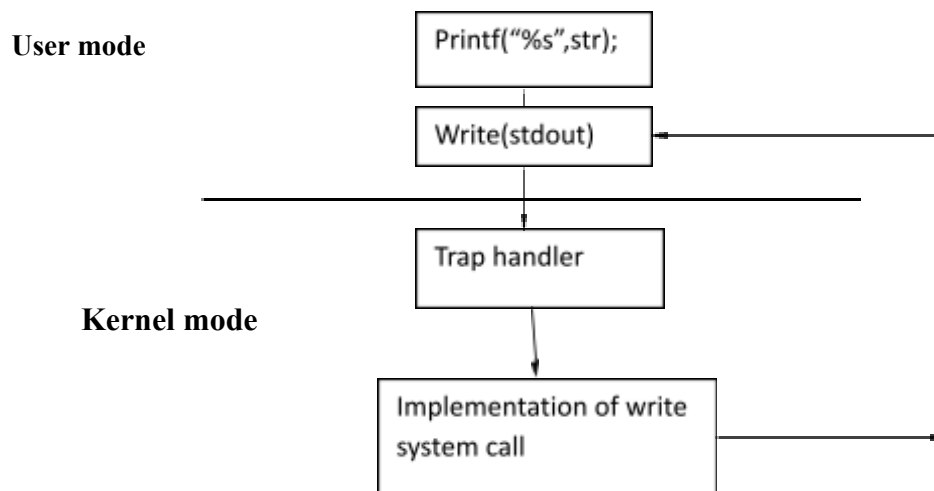 User mode
Printf(“%s”,str);
Write(stdout)
Trap handler
Kernel mode
Implementation of write
system call